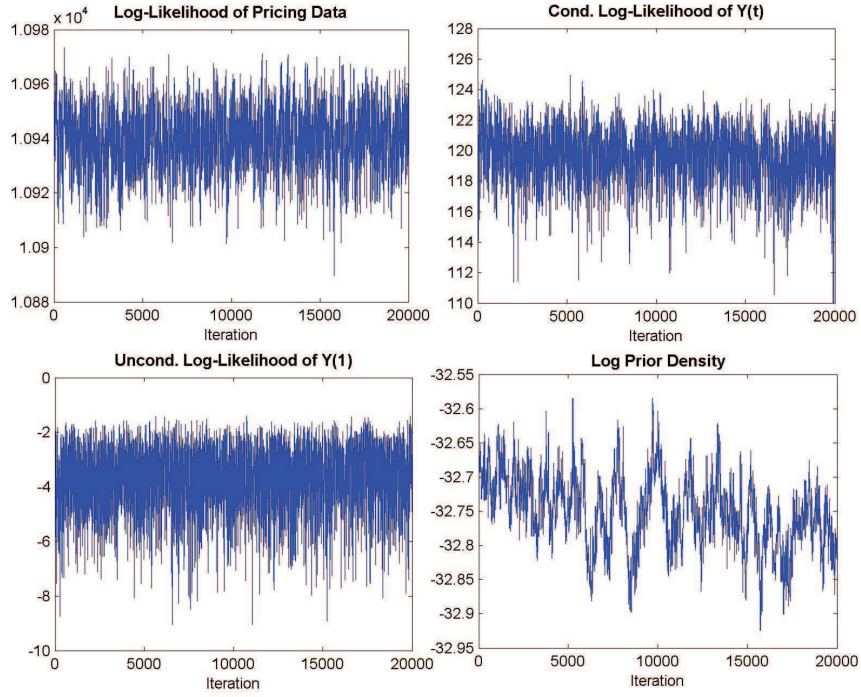 Log-Likelihood of Pricing Data
x 10⁴
1.098
1.096
1.094
1.092
1.09
1.088
0 5000 10000 15000 20000
Iteration
Cond. Log-Likelihood of Y(t)
128
126
124
122
120
118
116
114
112
110
0 5000 10000 15000 20000
Iteration
Uncond. Log-Likelihood of Y(1)
0
-2
-4
-6
-8
-10
0 5000 10000 15000 20000
Iteration
Log Prior Density
-32.55
-32.6
-32.65
-32.7
-32.75
-32.8
-32.85
-32.9
-32.95
0 5000 10000 15000 20000
Iteration